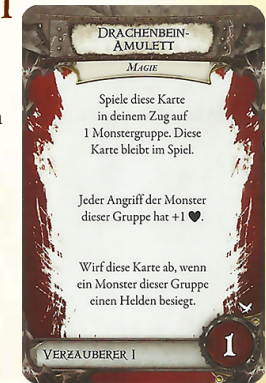 DRACHENBEIN-
AMULETT
MAGIE
Spiele diese Karte
in deinem Zug auf
1 Monstergruppe. Diese
Karte bleibt im Spiel.
Jeder Angriff der Monster
dieser Gruppe hat +1 ♥.
Wirf diese Karte ab, wenn
ein Monster dieser Gruppe
einen Helden besiegt.
VERZAUBERER I
1